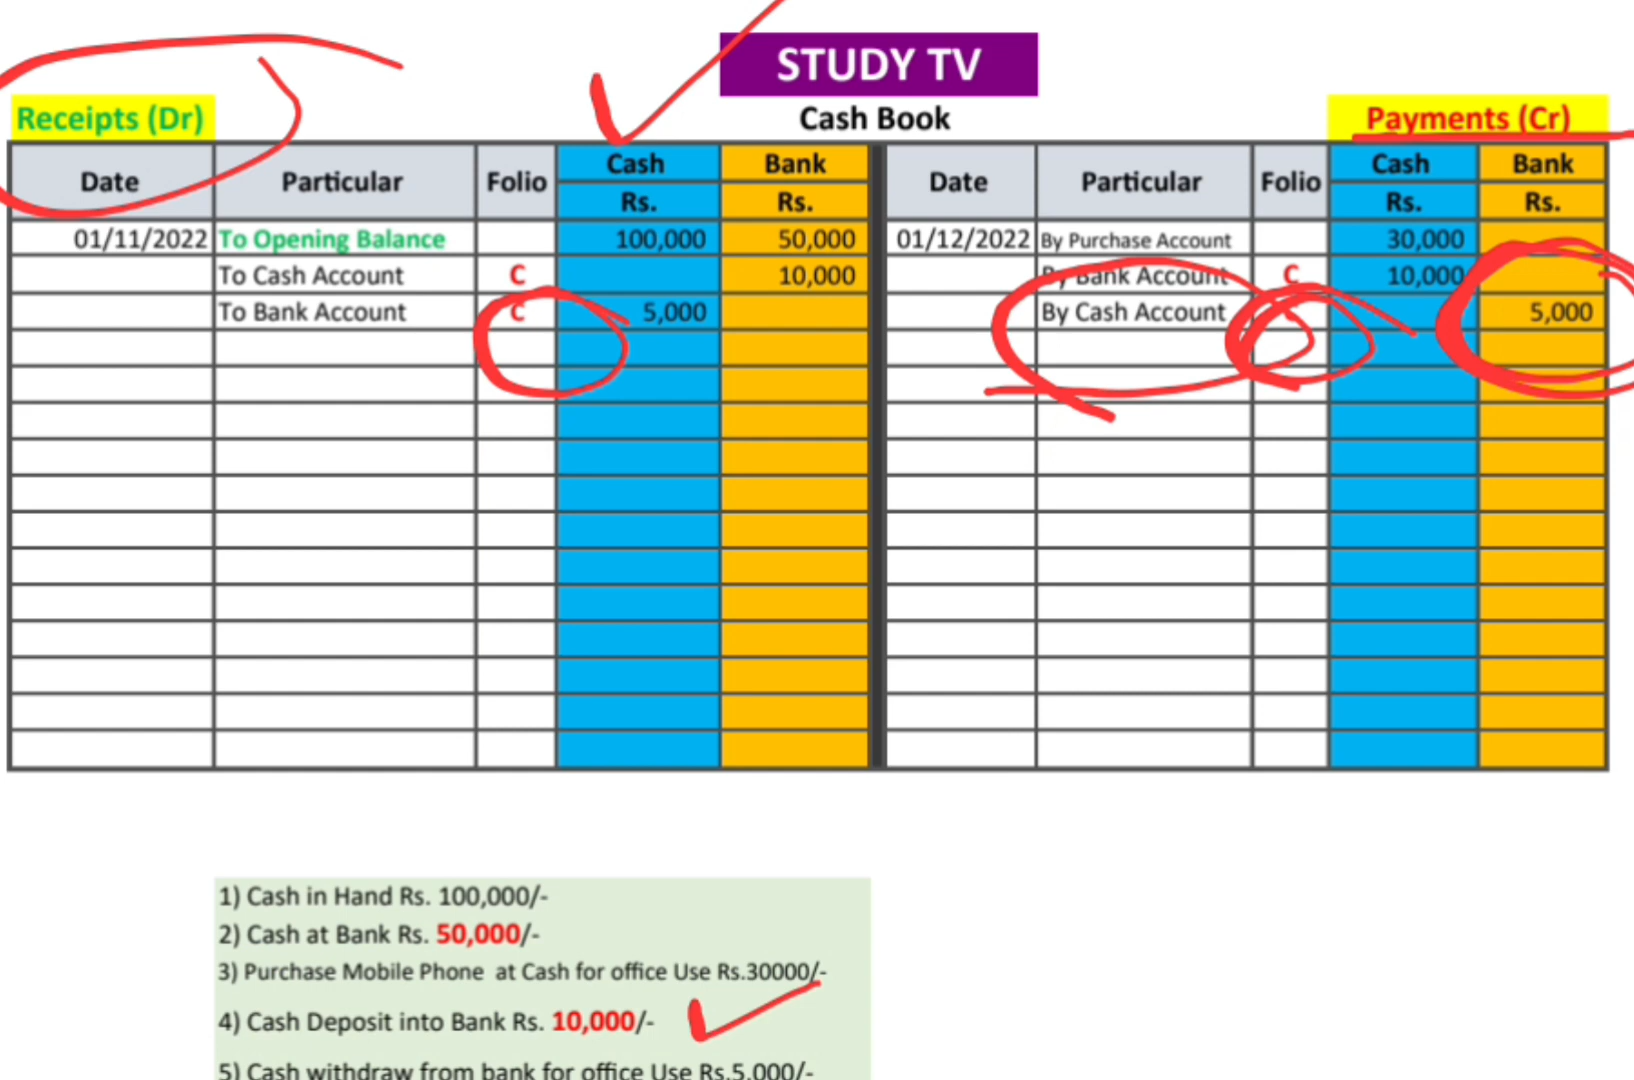 STUDY TV
Receipts (Dr) Cash Book Payments (Cr)
Date Particular Folio Cash Bank Date Particular Folio Cash Bank
Rs. Rs. Rs. Rs.
01/11/2022 To Opening Balance 100,000 50,000 01/12/2022 By Purchase Account 30,000
To Cash Account C 10,000 By Bank Account C 10,000
To Bank Account C 5,000 By Cash Account 5,000
1) Cash in Hand Rs. 100,000/-
2) Cash at Bank Rs. 50,000/-
3) Purchase Mobile Phone at Cash for office Use Rs.30000/-
4) Cash Deposit into Bank Rs. 10,000/-
5) Cash withdraw from bank for office Use Rs.5,000/-